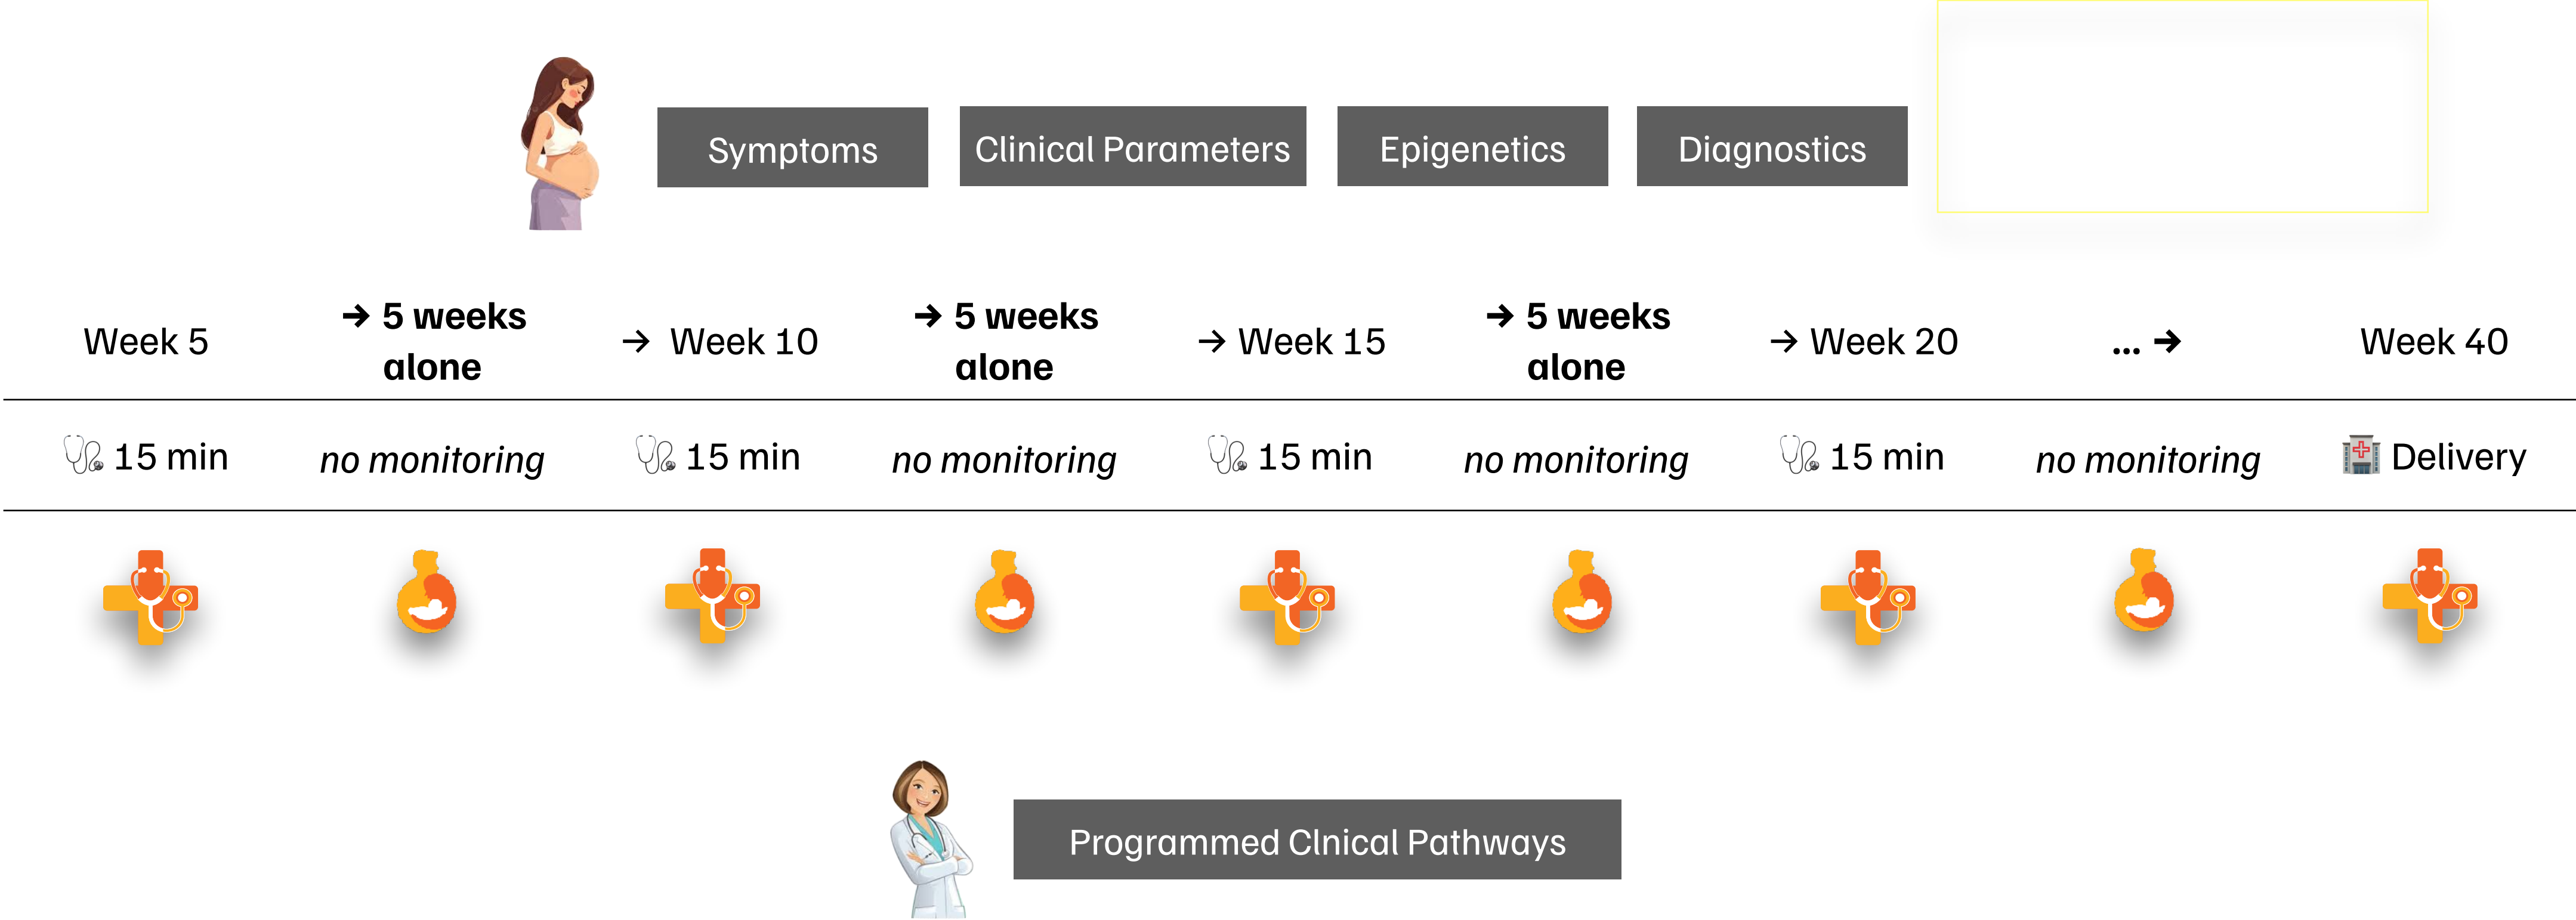 Symptoms
Clinical Parameters
Epigenetics
Diagnostics
Week 5
→ 5 weeks
alone
→ Week 10
→ 5 weeks
alone
→ Week 15
→ 5 weeks
alone
→ Week 20
... →
Week 40
15 min
no monitoring
15 min
no monitoring
15 min
no monitoring
15 min
no monitoring
Delivery
Programmed Clnical Pathways